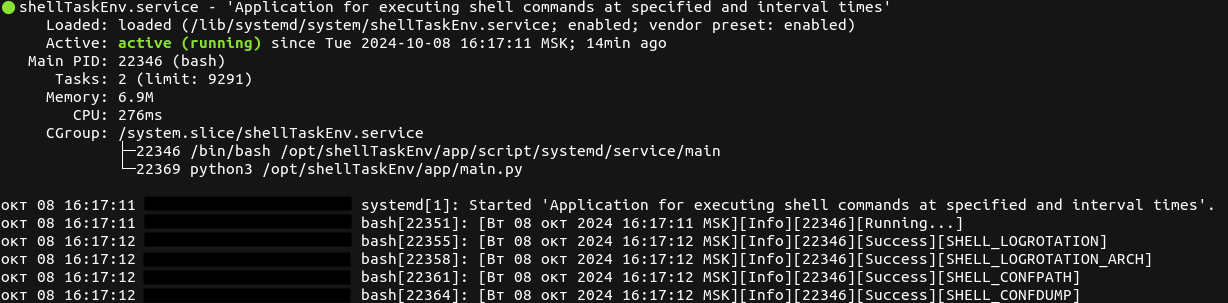 ● shellTaskEnv.service - 'Application for executing shell commands at specified and interval times'
Loaded: loaded (/lib/systemd/system/shellTaskEnv.service; enabled; vendor preset: enabled)
Active: active (running) since Tue 2024-10-08 16:17:11 MSK; 14min ago
Main PID: 22346 (bash)
Tasks: 2 (limit: 9291)
Memory: 6.9M
CPU: 276ms
CGroup: /system.slice/shellTaskEnv.service
├─22346 /bin/bash /opt/shellTaskEnv/app/script/systemd/service/main
└─22369 python3 /opt/shellTaskEnv/app/main.py
окт 08 16:17:11 systemd[1]: Started 'Application for executing shell commands at specified and interval times'.
окт 08 16:17:11 bash[22351]: [Вт 08 окт 2024 16:17:11 MSK][Info][22346][Running...]
окт 08 16:17:12 bash[22355]: [Вт 08 окт 2024 16:17:12 MSK][Info][22346][Success][SHELL_LOGROTATION]
окт 08 16:17:12 bash[22358]: [Вт 08 окт 2024 16:17:12 MSK][Info][22346][Success][SHELL_LOGROTATION_ARCH]
окт 08 16:17:12 bash[22361]: [Вт 08 окт 2024 16:17:12 MSK][Info][22346][Success][SHELL_CONFPATH]
окт 08 16:17:12 bash[22364]: [Вт 08 окт 2024 16:17:12 MSK][Info][22346][Success][SHELL_CONFDUMP]